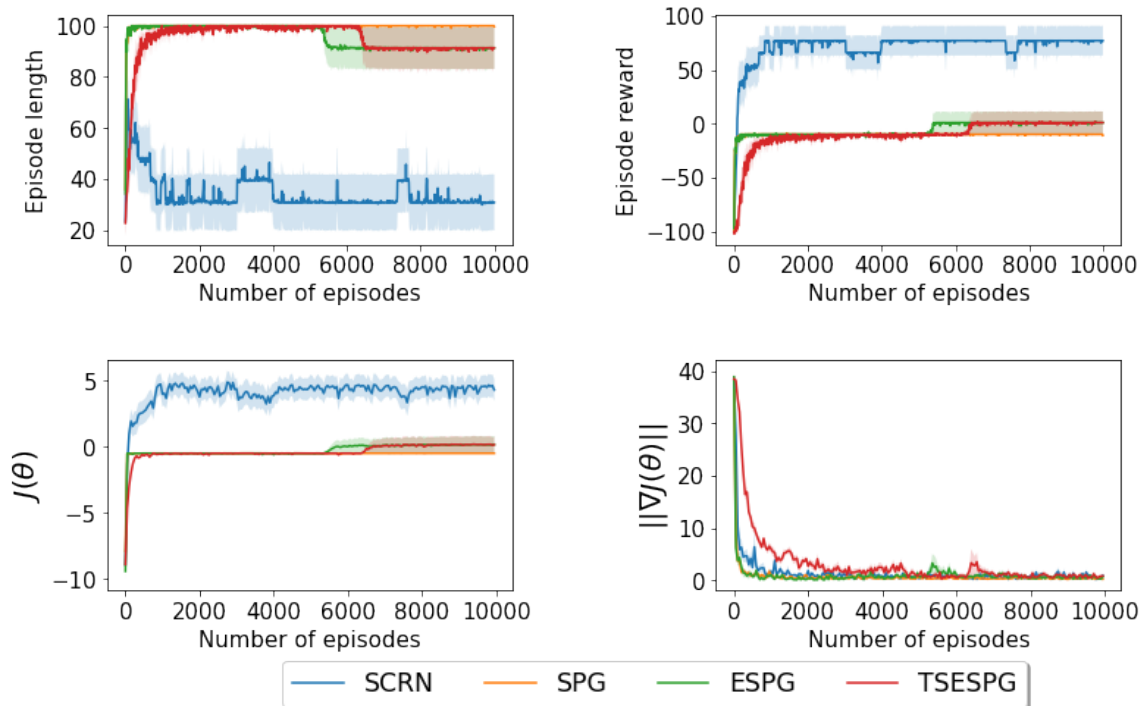 100
80
60
40
20
Episode length
0 2000 4000 6000 8000 10000
Number of episodes
100
50
0
−50
−100
Episode reward
0 2000 4000 6000 8000 10000
Number of episodes
5
0
−5
−10
J(θ)
0 2000 4000 6000 8000 10000
Number of episodes
40
30
20
10
0
||∇J(θ)||
0 2000 4000 6000 8000 10000
Number of episodes
SCRN SPG ESPG TSESPG